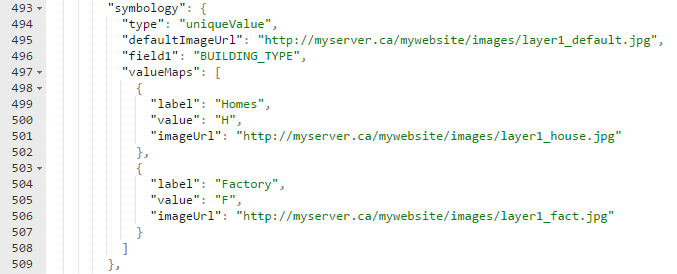 493 "symbology": {
494 "type": "uniqueValue",
495 "defaultImageUrl": "http://myserver.ca/mywebsite/images/layer1_default.jpg",
496 "field1": "BUILDING_TYPE",
497 "valueMaps": [
498 {
499 "label": "Homes",
500 "value": "H",
501 "imageUrl": "http://myserver.ca/mywebsite/images/layer1_house.jpg"
502 },
503 {
504 "label": "Factory",
505 "value": "F",
506 "imageUrl": "http://myserver.ca/mywebsite/images/layer1_fact.jpg"
507 }
508 ]
509 },